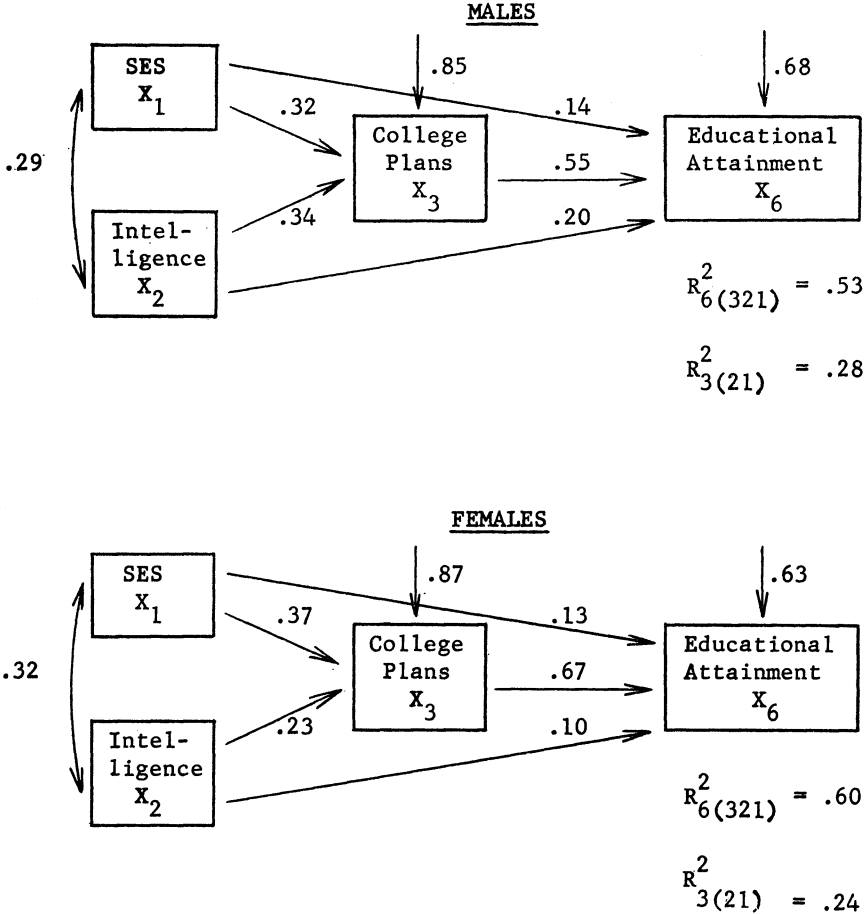 MALES
SES
X1
.29
Intel-
ligence
X2
.32
.34
.85
College
Plans
X3
.14
.55
.20
.68
Educational
Attainment
X6
R²6(321) = .53
R²3(21) = .28
FEMALES
SES
X1
.32
Intel-
ligence
X2
.37
.23
.87
College
Plans
X3
.13
.67
.10
.63
Educational
Attainment
X6
R²6(321) = .60
R²3(21) = .24